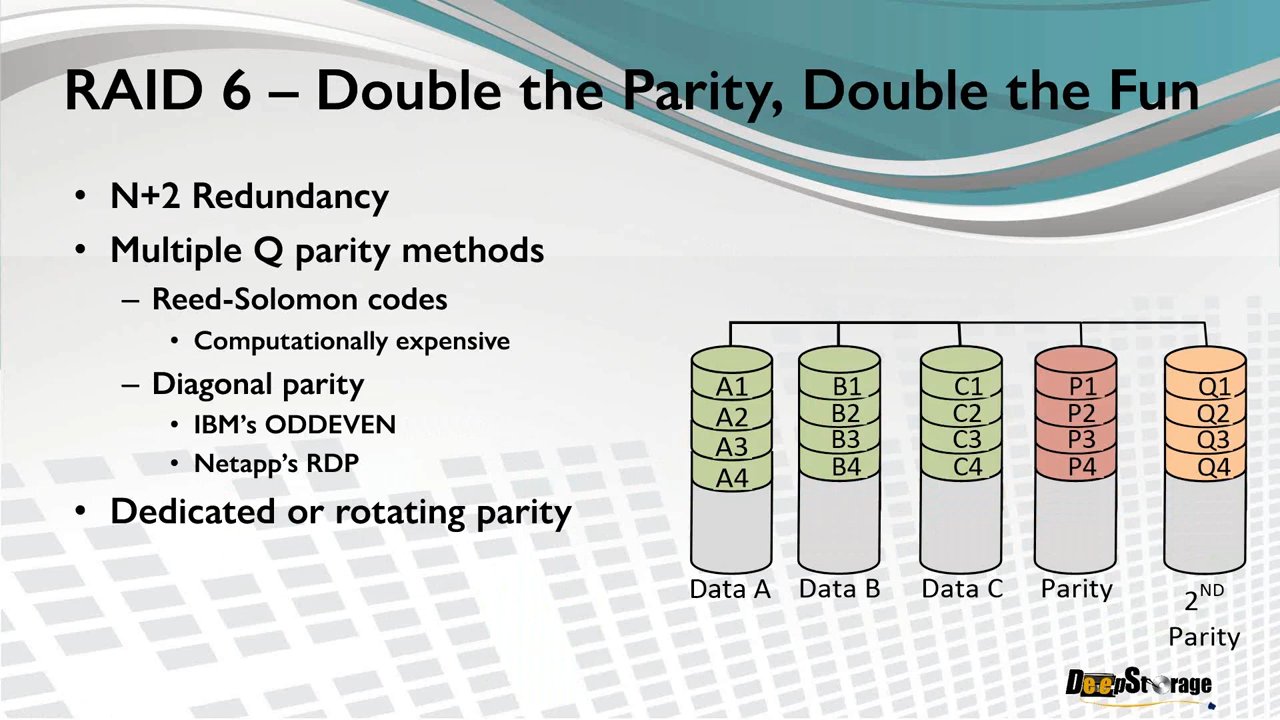 RAID 6 – Double the Parity, Double the Fun
• N+2 Redundancy
• Multiple Q parity methods
– Reed-Solomon codes
• Computationally expensive
– Diagonal parity
• IBM's ODDEVEN
• Netapp's RDP
• Dedicated or rotating parity
A1 B1 C1 P1 Q1
A2 B2 C2 P2 Q2
A3 B3 C3 P3 Q3
A4 B4 C4 P4 Q4
Data A Data B Data C Parity 2ND
Parity
DeepStorage